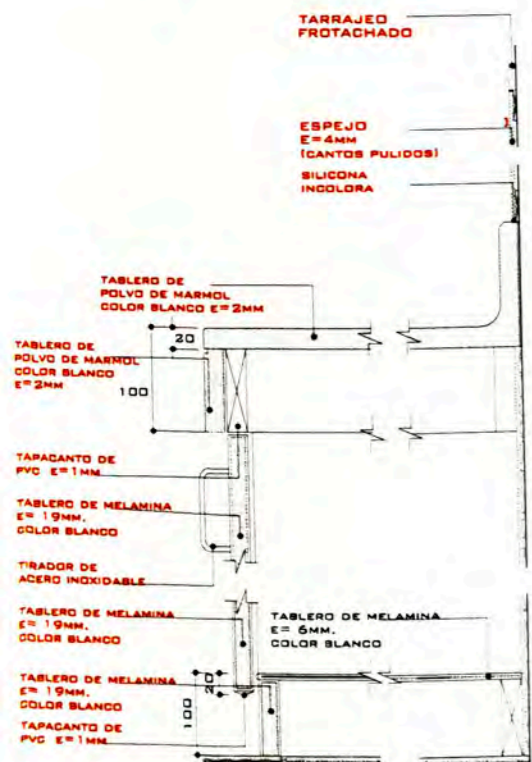 TARRAJEO
FROTACHADO
ESPEJO
E=4MM
(CANTOS PULIDOS)
SILICONA
INCOLORA
TABLERO DE
POLVO DE MARMOL
COLOR BLANCO E=2MM
20
TABLERO DE
POLVO DE MARMOL
COLOR BLANCO
E=2MM
100
TAPACANTO DE
PVC E=1MM
TABLERO DE MELAMINA
E= 19MM.
COLOR BLANCO
TIRADOR DE
ACERO INOXIDABLE
TABLERO DE MELAMINA
E= 19MM.
COLOR BLANCO
TABLERO DE MELAMINA
E= 6MM.
COLOR BLANCO
TABLERO DE MELAMINA
E= 19MM.
COLOR BLANCO
20
100
TAPACANTO DE
PVC E=1MM